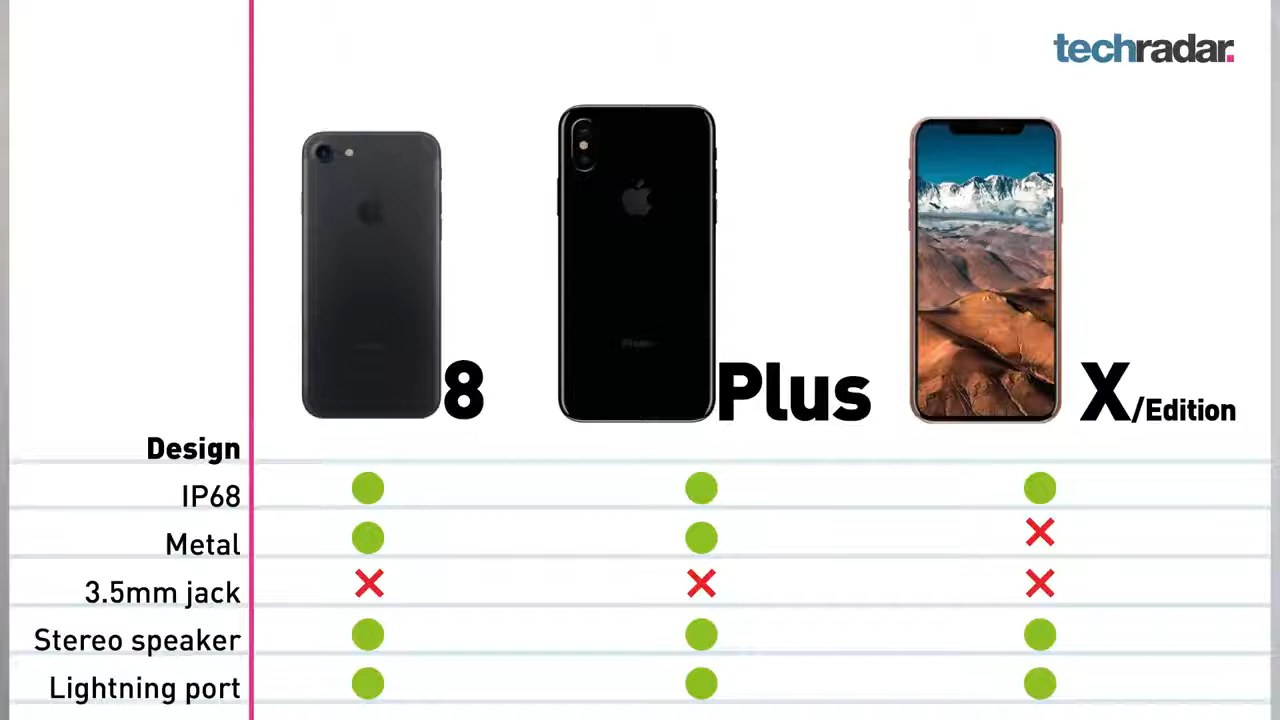 techradar.
8
Plus
X/Edition
Design
IP68
Metal
3.5mm jack
Stereo speaker
Lightning port